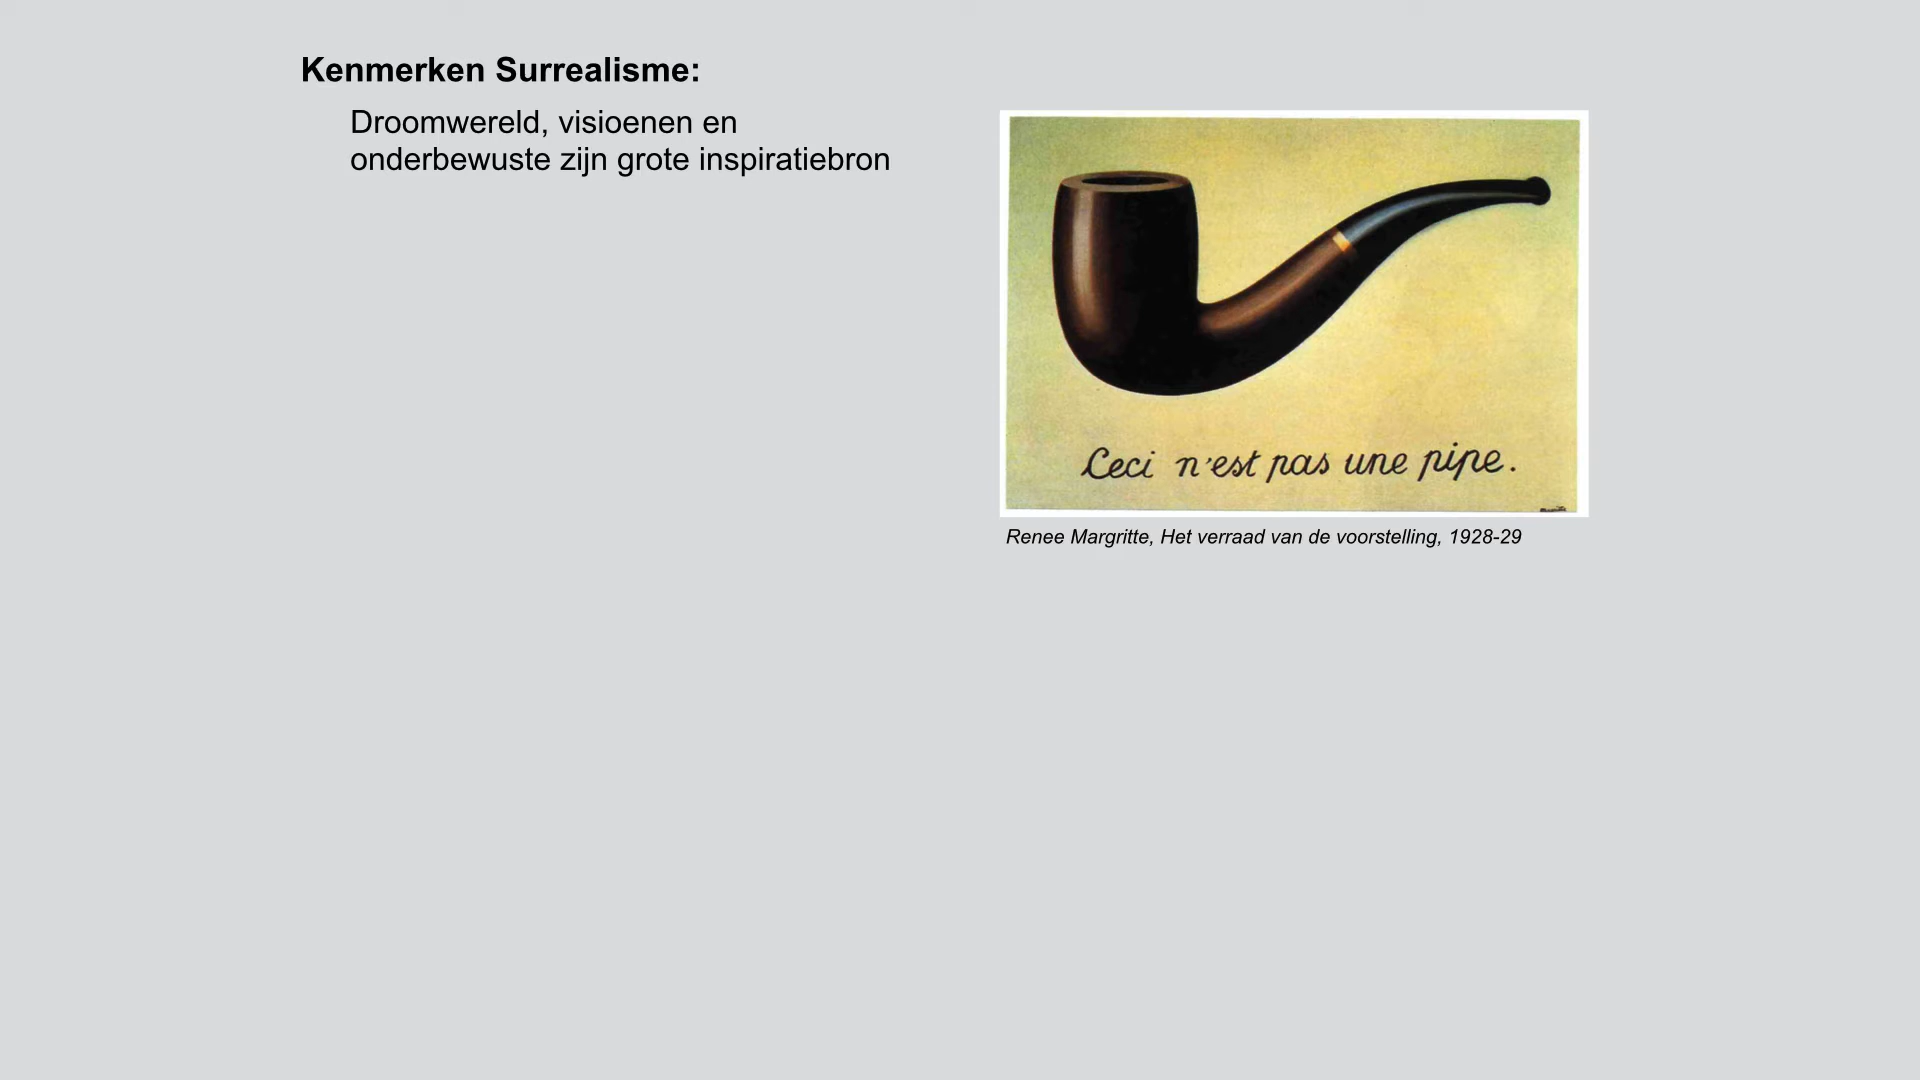 Kenmerken Surrealisme:
Droomwereld, visioenen en
onderbewuste zijn grote inspiratiebron
Ceci n'est pas une pipe.
Renee Margritte, Het verraad van de voorstelling, 1928-29